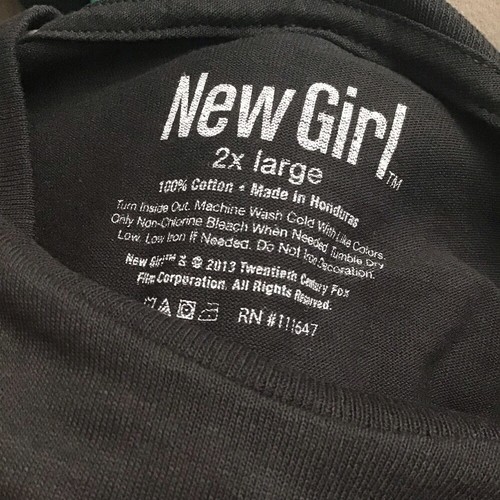 New Girl™
2x large
100% Cotton • Made in Honduras
Turn Inside Out. Machine Wash Cold With Like Colors.
Only Non-Chlorine Bleach When Needed. Tumble Dry
Low. Low Iron If Needed. Do Not Iron Decoration.
New Girl™ & © 2013 Twentieth Century Fox
Film Corporation. All Rights Reserved.
RN #111647